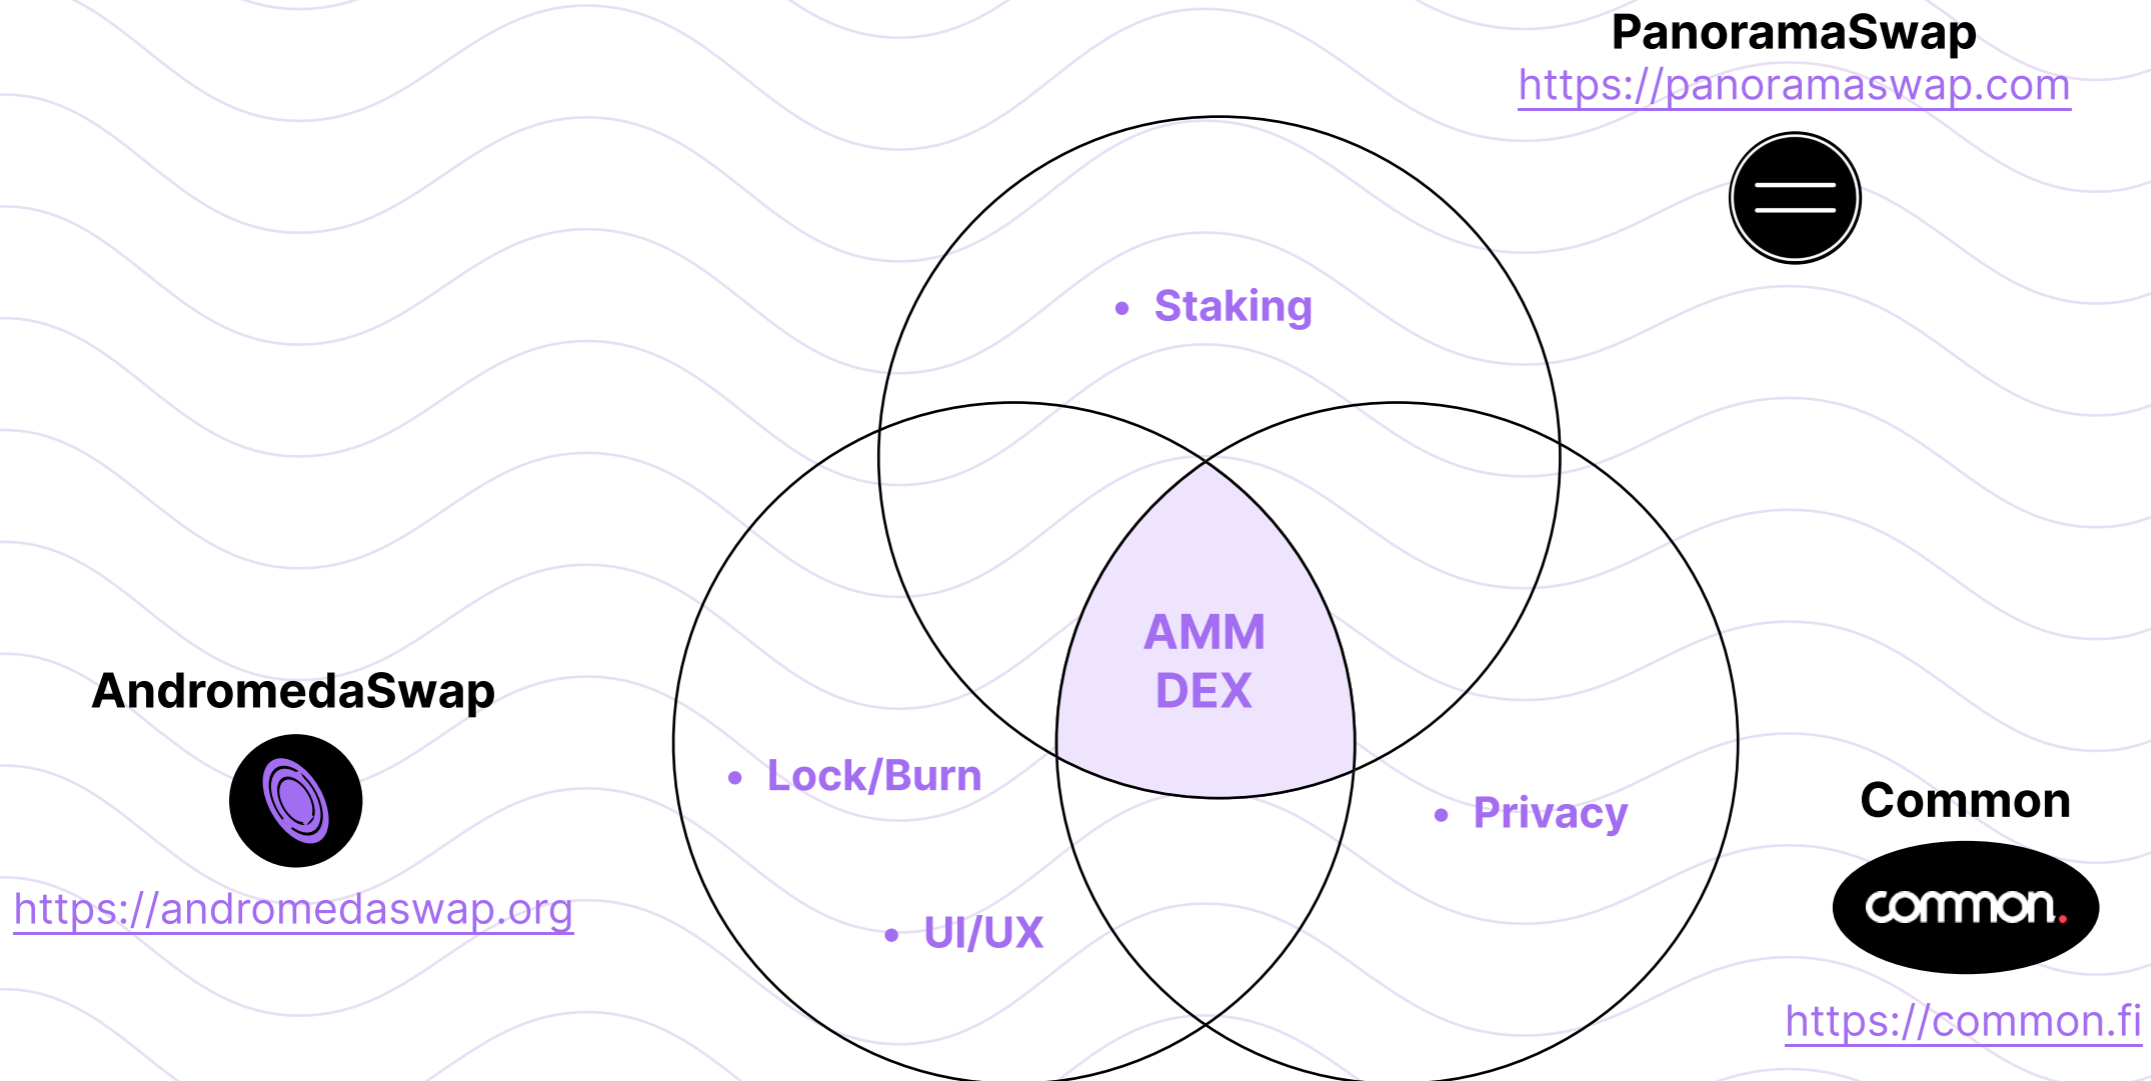 PanoramaSwap
https://panoramaswap.com
• Staking
AMM
DEX
AndromedaSwap
https://andromedaswap.org
• Lock/Burn
• UI/UX
• Privacy
Common
common.
https://common.fi